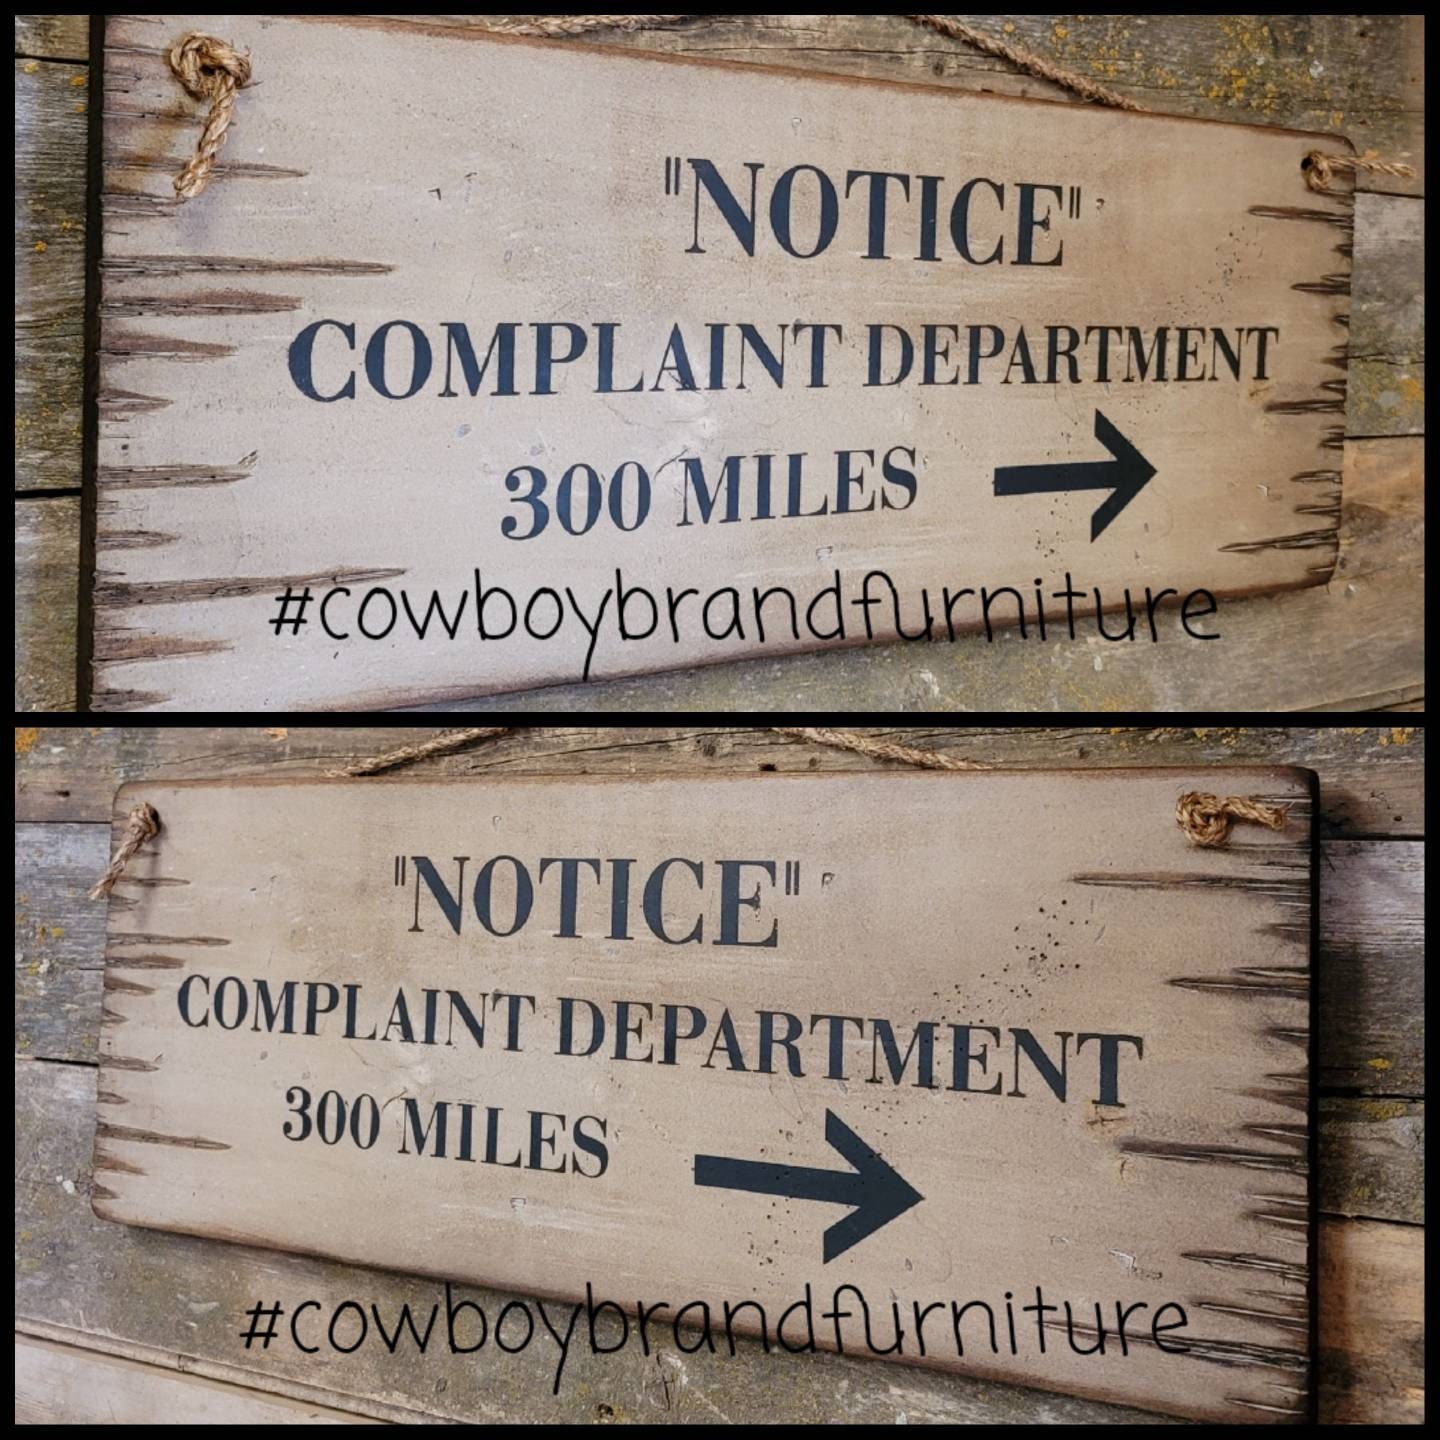 "NOTICE"
COMPLAINT DEPARTMENT
300 MILES →
#cowboybrandfurniture
"NOTICE"
COMPLAINT DEPARTMENT
300 MILES →
#cowboybrandfurniture